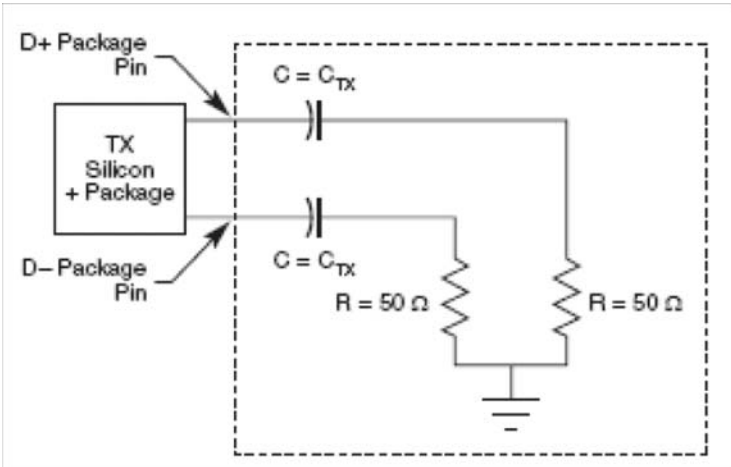 D+ Package
Pin
C = C_TX
TX
Silicon
+ Package
D– Package
Pin
C = C_TX
R = 50 Ω
R = 50 Ω